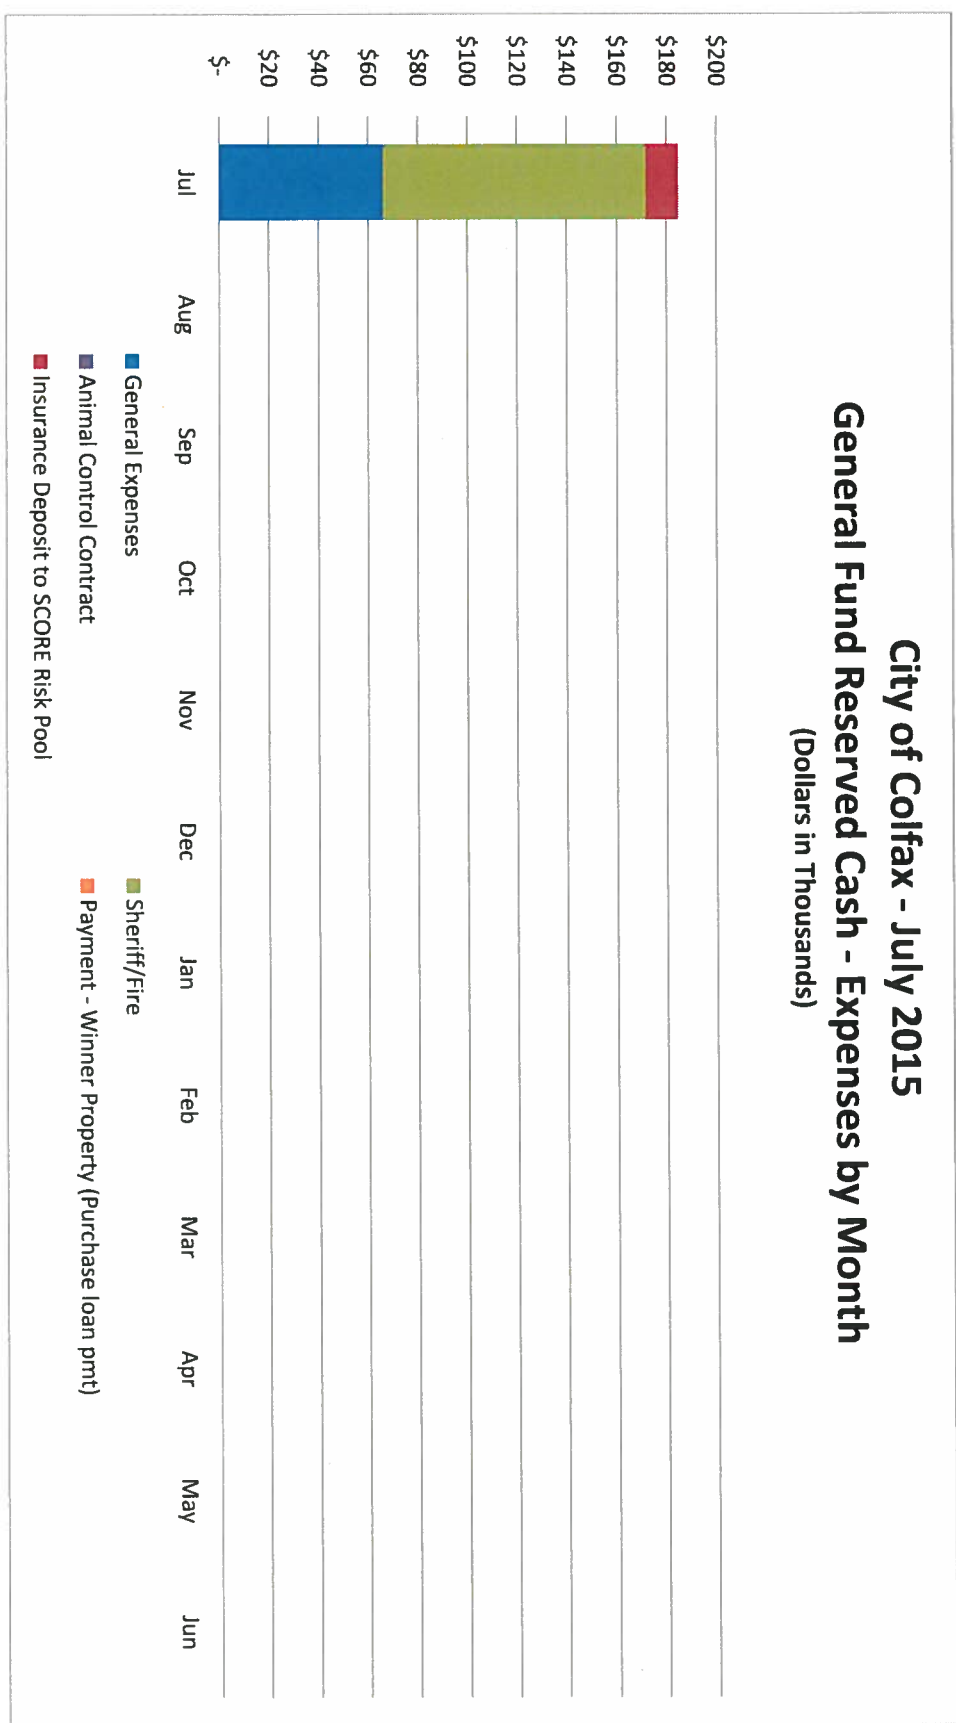 City of Colfax - July 2015
General Fund Reserved Cash - Expenses by Month
(Dollars in Thousands)
$200
$180
$160
$140
$120
$100
$80
$60
$40
$20
$-
Jul Aug Sep Oct Nov Dec Jan Feb Mar Apr May Jun
General Expenses Sheriff/Fire
Animal Control Contract Payment - Winner Property (Purchase loan pmt)
Insurance Deposit to SCORE Risk Pool